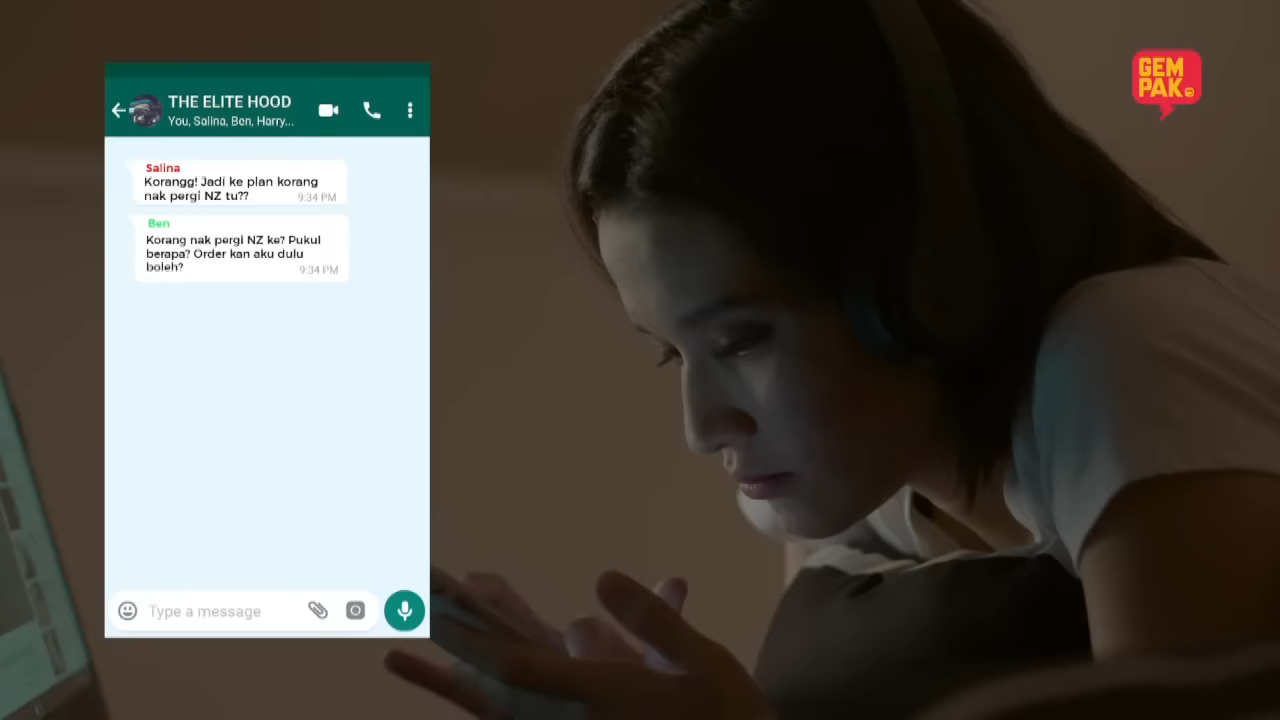 THE ELITE HOOD
You, Salina, Ben, Harry...
Salina
Korangg! Jadi ke plan korang
nak pergi NZ tu??
9:34 PM
Ben
Korang nak pergi NZ ke? Pukul
berapa? Order kan aku dulu
boleh?
9:34 PM
Type a message
GEM
PAK